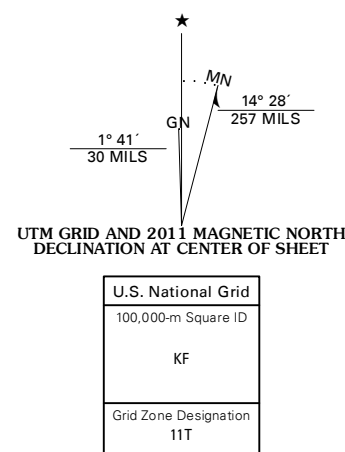 ★
MN
GN
14° 28´
257 MILS
1° 41´
30 MILS
UTM GRID AND 2011 MAGNETIC NORTH
DECLINATION AT CENTER OF SHEET
U.S. National Grid
100,000-m Square ID
KF
Grid Zone Designation
11T